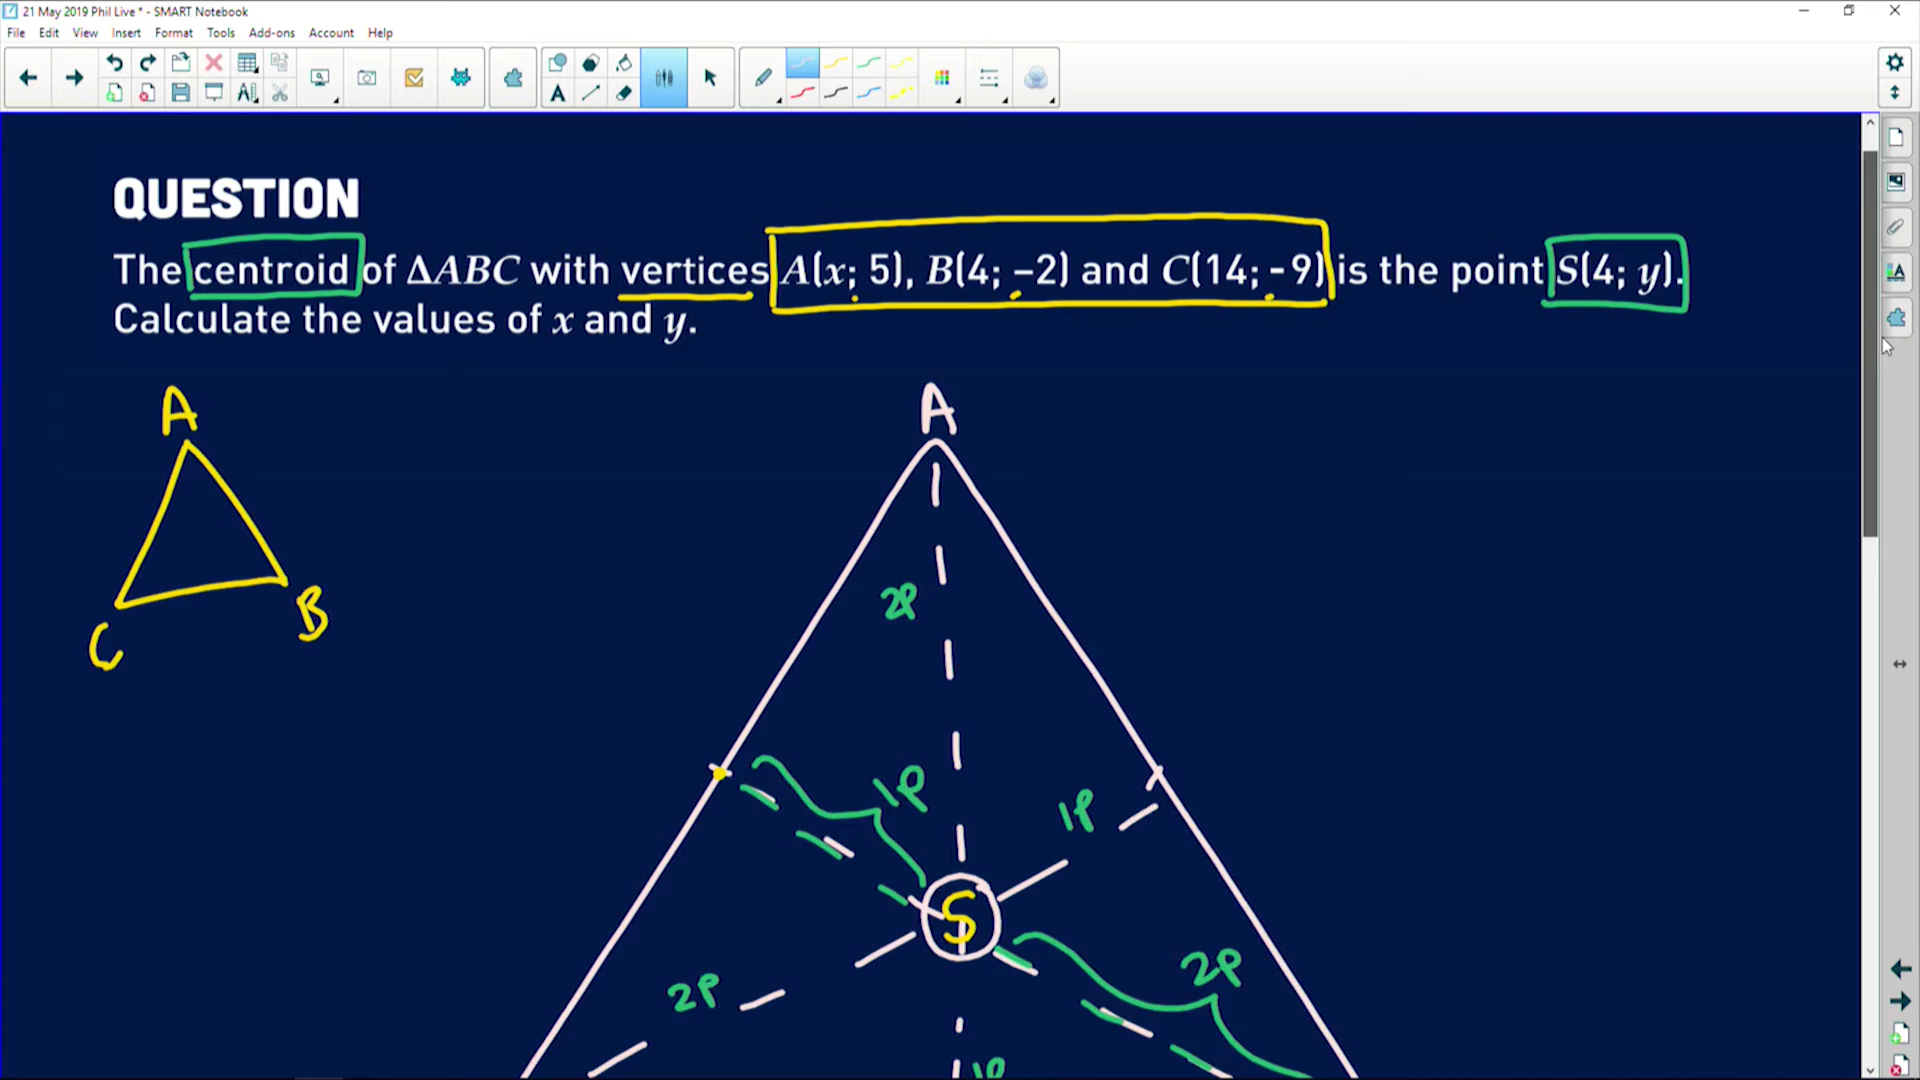 21 May 2019 Phil Live * - SMART Notebook
File Edit View Insert Format Tools Add-ons Account Help
QUESTION
The centroid of ΔABC with vertices A(x; 5), B(4; −2) and C(14; -9) is the point S(4; y).
Calculate the values of x and y.
A
A
2P
B
C
1P
1P
S
2P
2P
1P